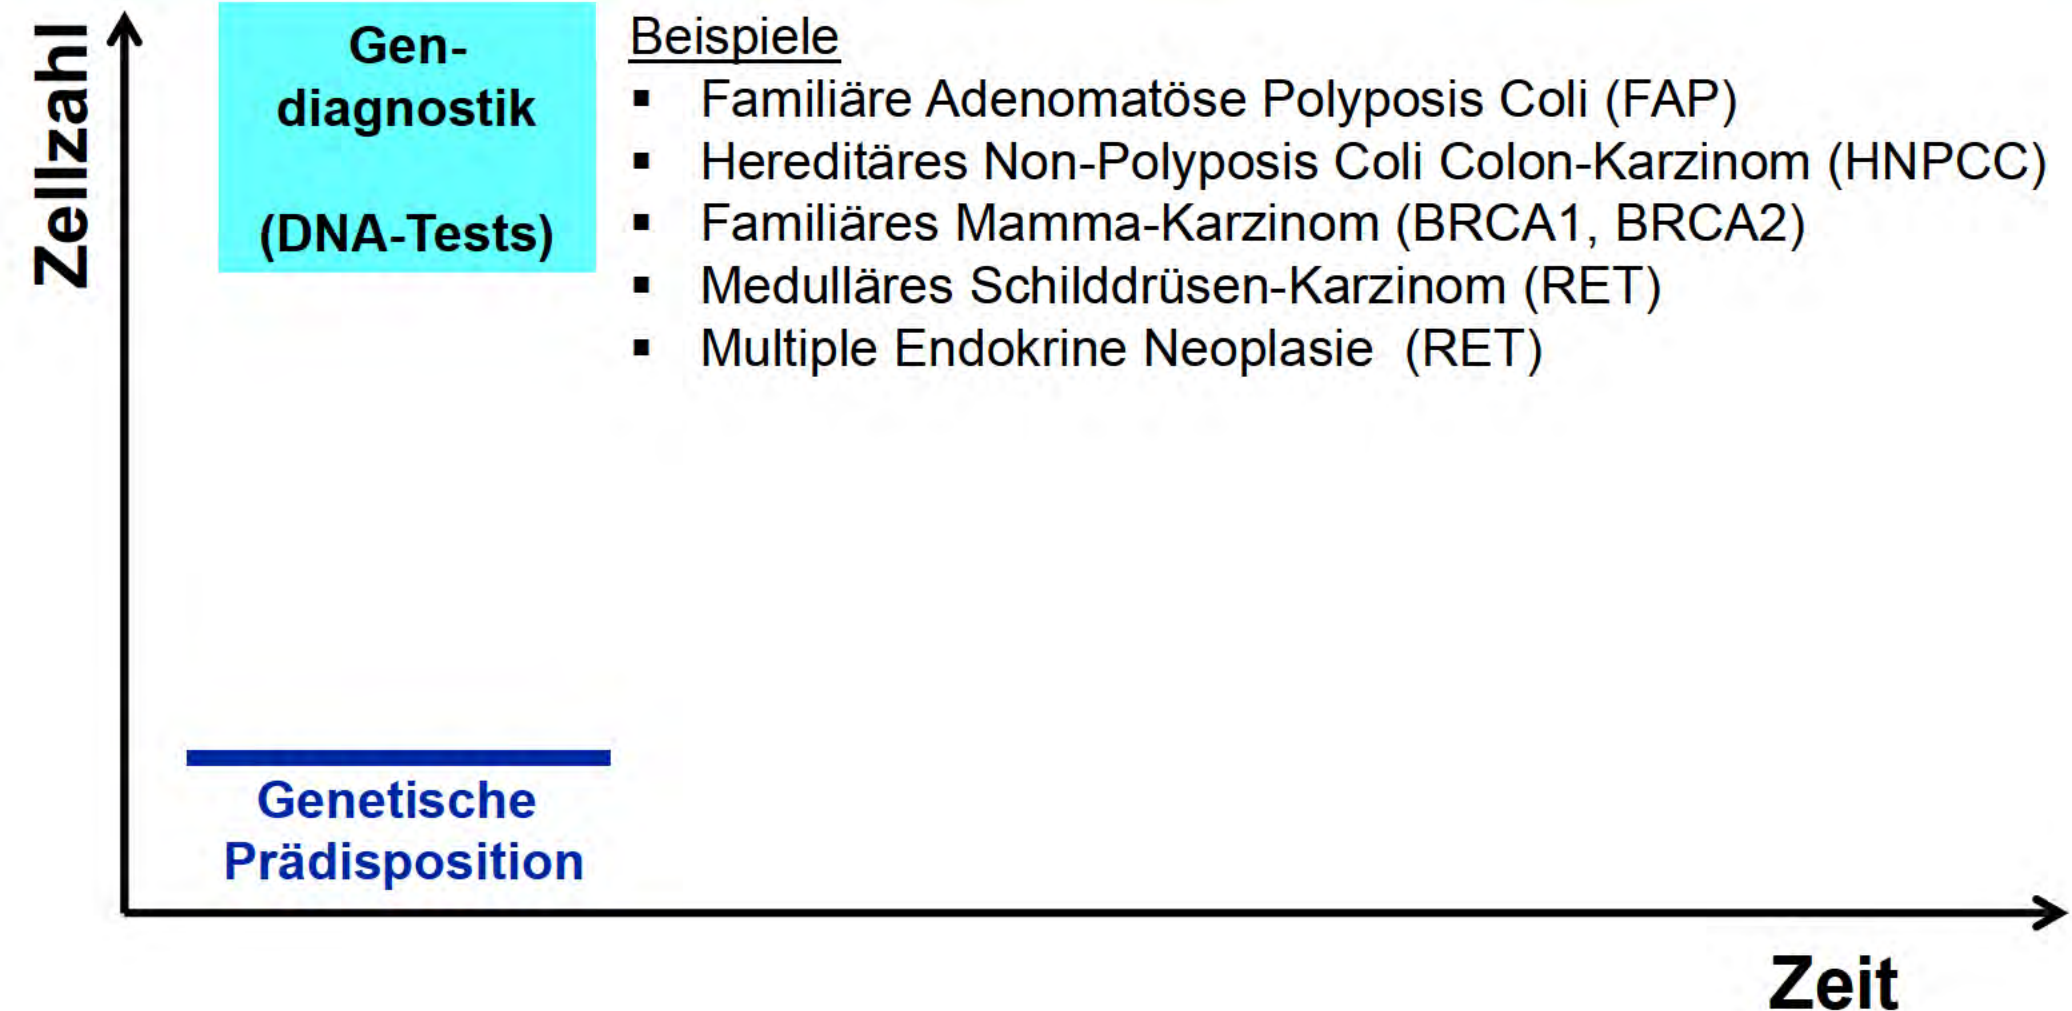 Zellzahl
Gen-
diagnostik
(DNA-Tests)
Beispiele
▪ Familiäre Adenomatöse Polyposis Coli (FAP)
▪ Hereditäres Non-Polyposis Coli Colon-Karzinom (HNPCC)
▪ Familiäres Mamma-Karzinom (BRCA1, BRCA2)
▪ Medulläres Schilddrüsen-Karzinom (RET)
▪ Multiple Endokrine Neoplasie (RET)
Genetische
Prädisposition
Zeit